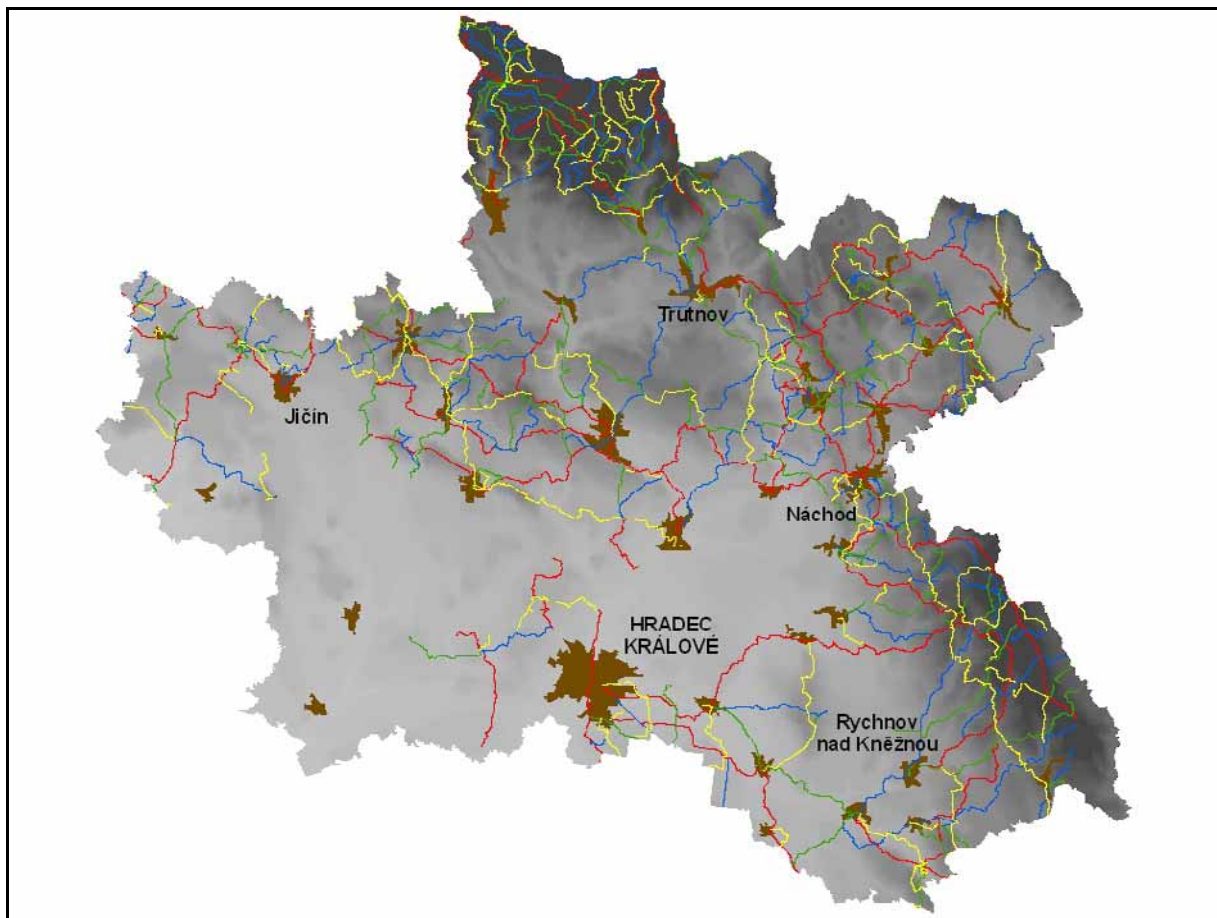 Trutnov
Jičín
Náchod
HRADEC
KRÁLOVÉ
Rychnov
nad Kněžnou